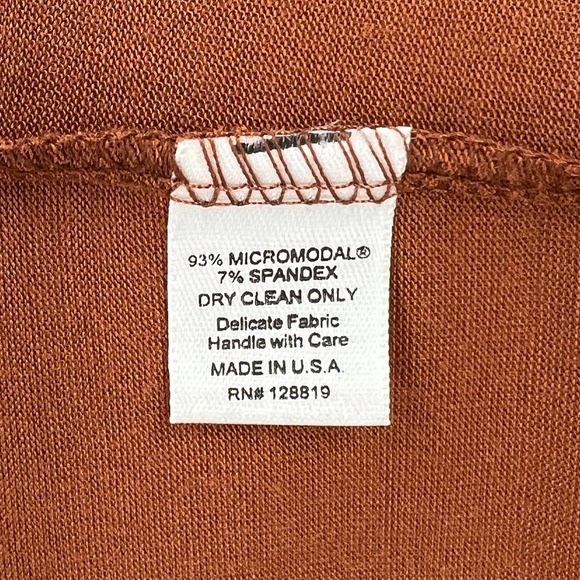 93% MICROMODAL®
7% SPANDEX
DRY CLEAN ONLY
Delicate Fabric
Handle with Care
MADE IN U.S.A.
RN# 128819